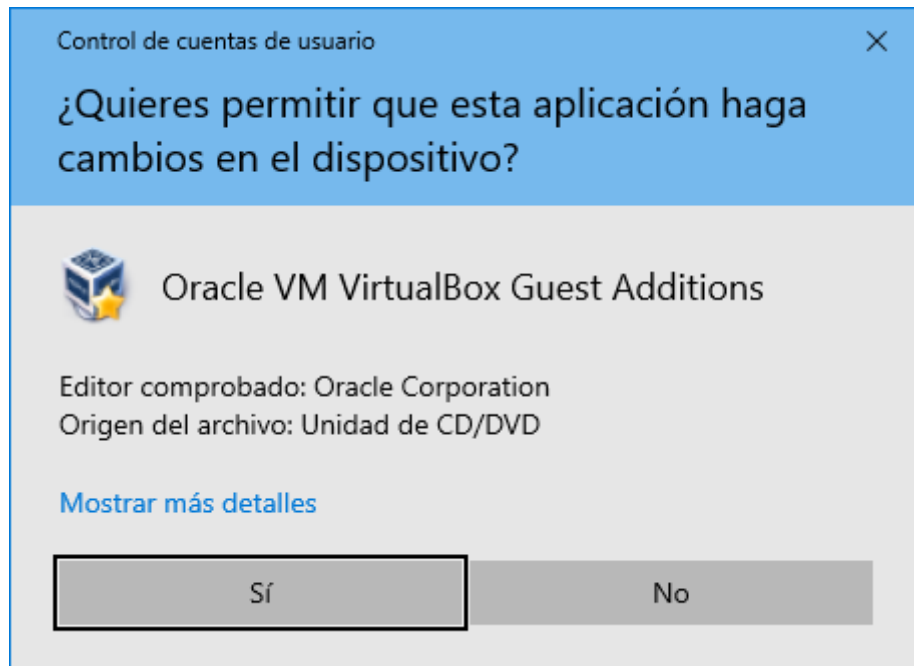 Control de cuentas de usuario
¿Quieres permitir que esta aplicación haga
cambios en el dispositivo?
Oracle VM VirtualBox Guest Additions
Editor comprobado: Oracle Corporation
Origen del archivo: Unidad de CD/DVD
Mostrar más detalles
Sí
No